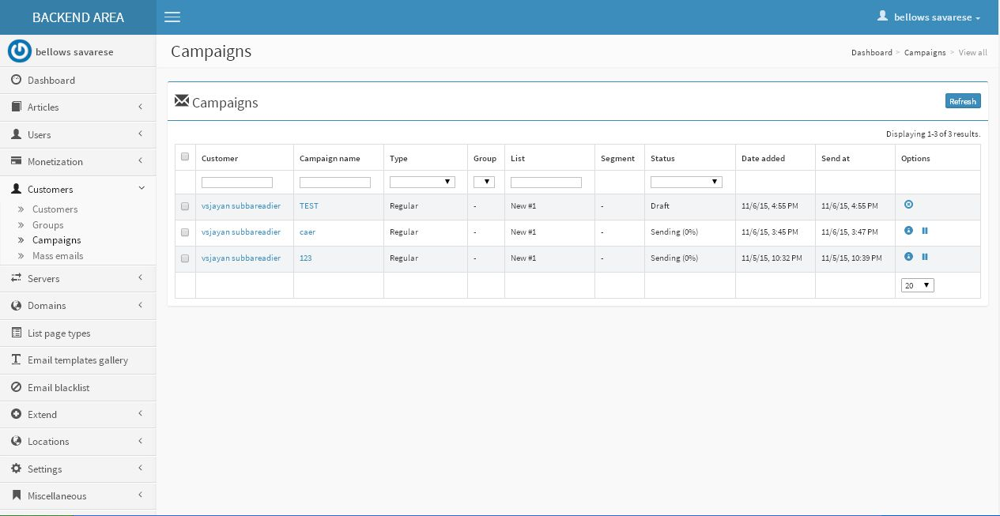 BACKEND AREA
bellows savarese
bellows savarese
Dashboard
Articles
Users
Monetization
Customers
Customers
Groups
Campaigns
Mass emails
Servers
Domains
List page types
Email templates gallery
Email blacklist
Extend
Locations
Settings
Miscellaneous
Campaigns
Dashboard > Campaigns > View all
Campaigns
Refresh
Displaying 1-3 of 3 results.
Customer Campaign name Type Group List Segment Status Date added Send at Options
vsjayan subbareadier TEST Regular - New #1 - Draft 11/6/15, 4:55 PM 11/6/15, 4:55 PM
vsjayan subbareadier caer Regular - New #1 - Sending (0%) 11/6/15, 3:45 PM 11/6/15, 3:47 PM
vsjayan subbareadier 123 Regular - New #1 - Sending (0%) 11/5/15, 10:32 PM 11/5/15, 10:39 PM
20